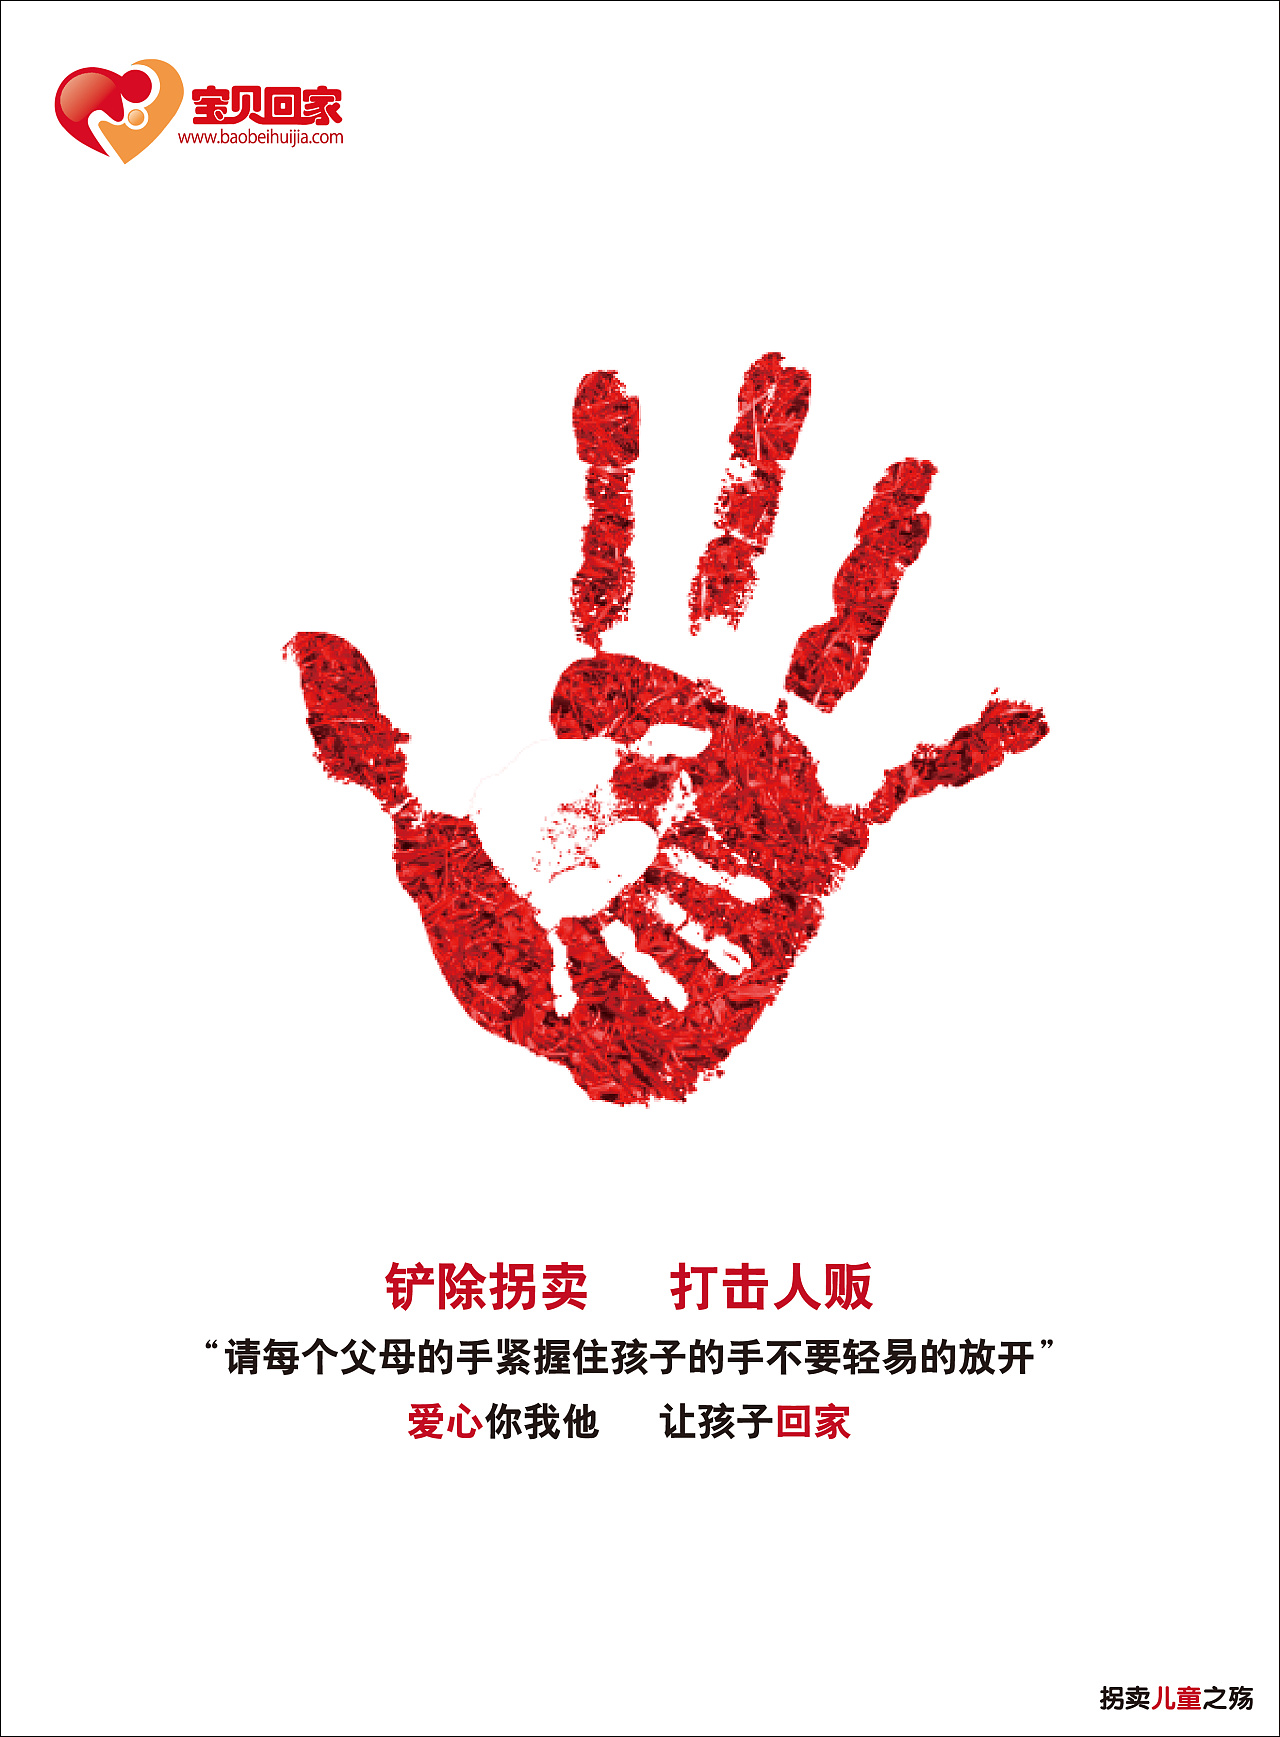 宝贝回家
www.baobeihuijia.com
铲除拐卖 打击人贩
“请每个父母的手紧握住孩子的手不要轻易的放开”
爱心你我他 让孩子回家
拐卖儿童之殇